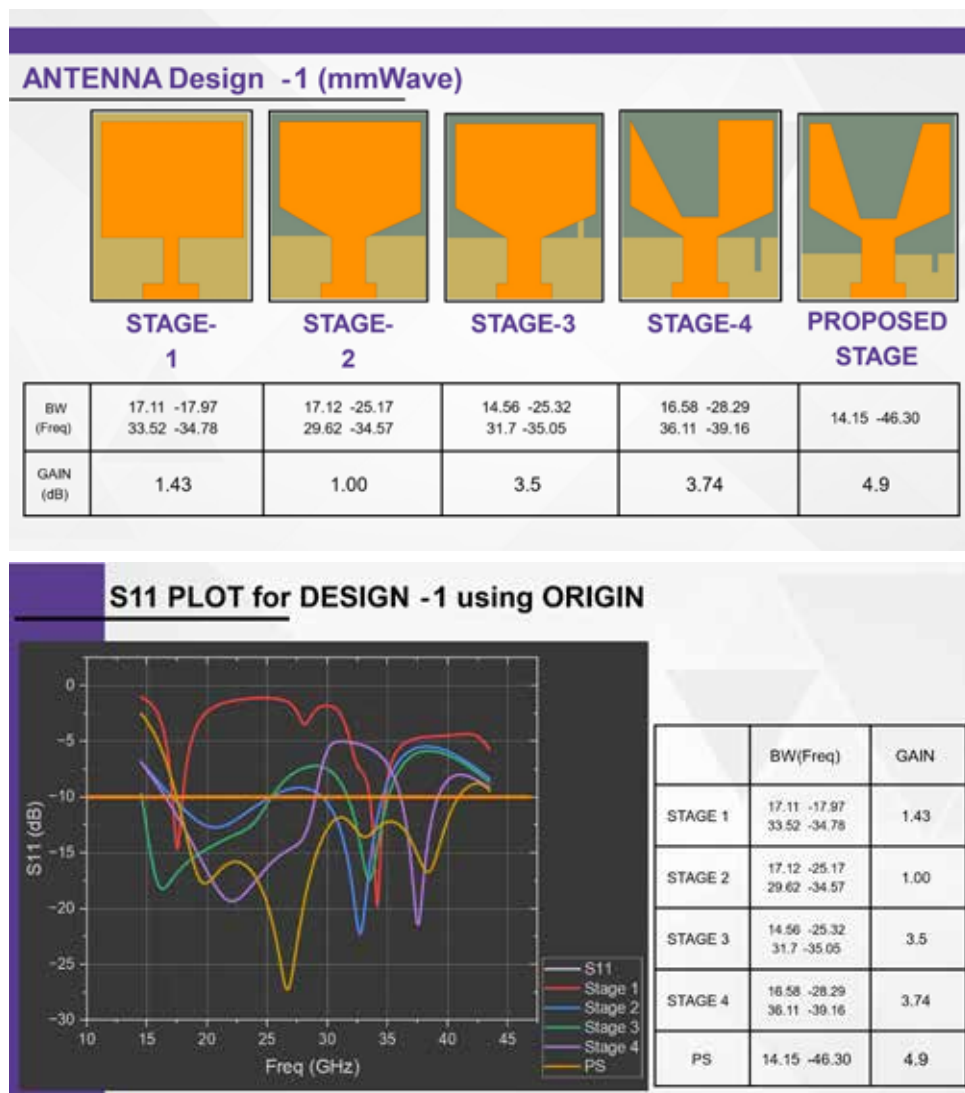 ANTENNA Design -1 (mmWave)
STAGE-
1
STAGE-
2
STAGE-3
STAGE-4
PROPOSED
STAGE
BW
(Freq)
17.11 -17.97
33.52 -34.78
17.12 -25.17
29.62 -34.57
14.56 -25.32
31.7 -35.05
16.58 -28.29
36.11 -39.16
14.15 -46.30
GAIN
(dB)
1.43
1.00
3.5
3.74
4.9
S11 PLOT for DESIGN -1 using ORIGIN
0
−5
−10
−15
−20
−25
−30
S11 (dB)
10
15
20
25
30
35
40
45
Freq (GHz)
S11
Stage 1
Stage 2
Stage 3
Stage 4
PS
BW(Freq)
GAIN
STAGE 1
17.11 -17.97
33.52 -34.78
1.43
STAGE 2
17.12 -25.17
29.62 -34.57
1.00
STAGE 3
14.56 -25.32
31.7 -35.05
3.5
STAGE 4
16.58 -28.29
36.11 -39.16
3.74
PS
14.15 -46.30
4.9